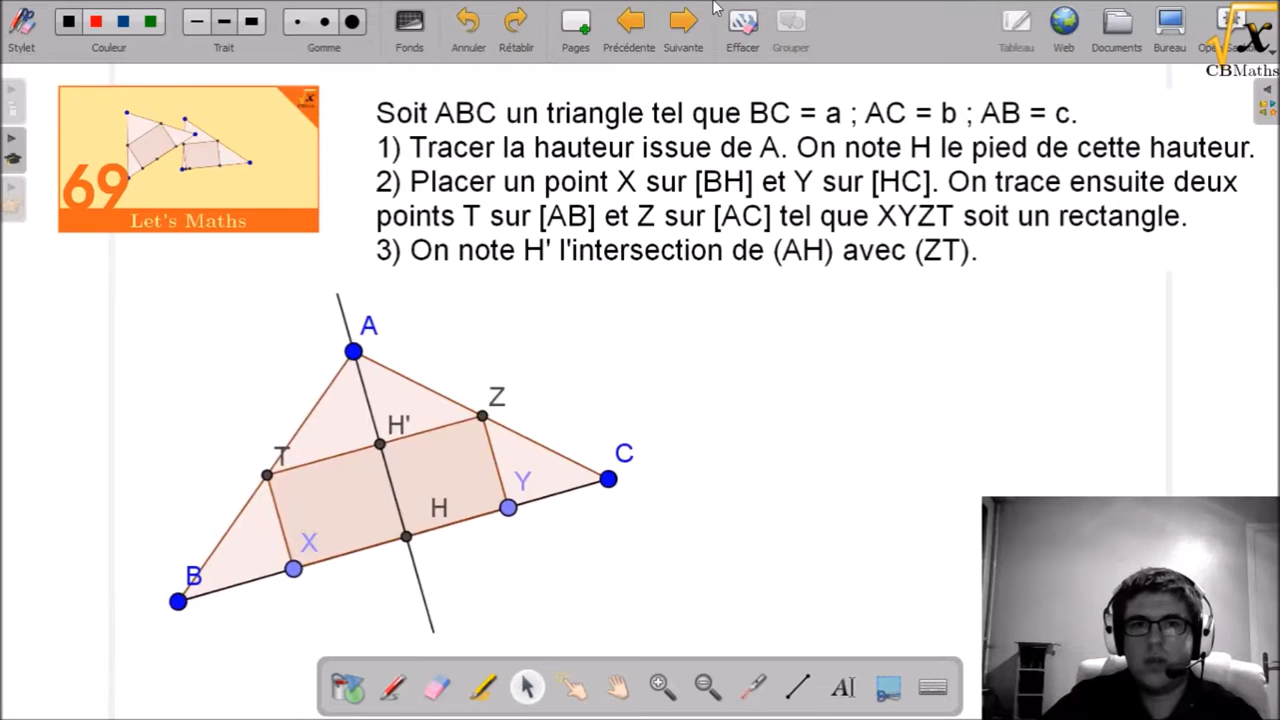 Stylet
Couleur
Trait
Gomme
Fonds
Annuler
Rétablir
Pages
Précédente
Suivante
Effacer
Grouper
Tableau
Web
Documents
Bureau
CBMaths
69
Let's Maths
Soit ABC un triangle tel que BC = a ; AC = b ; AB = c.
1) Tracer la hauteur issue de A. On note H le pied de cette hauteur.
2) Placer un point X sur [BH] et Y sur [HC]. On trace ensuite deux
points T sur [AB] et Z sur [AC] tel que XYZT soit un rectangle.
3) On note H' l'intersection de (AH) avec (ZT).
A
Z
H'
T
C
Y
H
X
B
AI